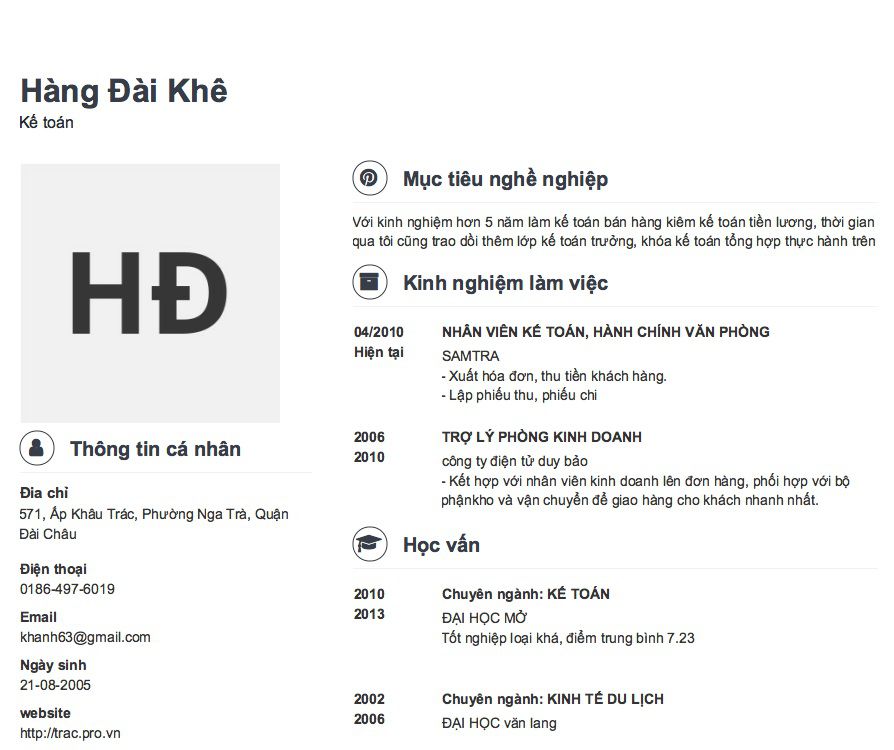 Hàng Đài Khê
Kế toán
HĐ
Thông tin cá nhân
Đia chỉ
571, Ấp Khâu Trác, Phường Nga Trà, Quận
Đài Châu
Điện thoại
0186-497-6019
Email
khanh63@gmail.com
Ngày sinh
21-08-2005
website
http://trac.pro.vn
Mục tiêu nghề nghiệp
Với kinh nghiệm hơn 5 năm làm kế toán bán hàng kiêm kế toán tiền lương, thời gian
qua tôi cũng trao dồi thêm lớp kế toán trưởng, khóa kế toán tổng hợp thực hành trên
Kinh nghiệm làm việc
04/2010
Hiện tại
NHÂN VIÊN KẾ TOÁN, HÀNH CHÍNH VĂN PHÒNG
SAMTRA
- Xuất hóa đơn, thu tiền khách hàng.
- Lập phiếu thu, phiếu chi
2006
2010
TRỢ LÝ PHÒNG KINH DOANH
công ty điện tử duy bảo
- Kết hợp với nhân viên kinh doanh lên đơn hàng, phối hợp với bộ
phậnkho và vận chuyển để giao hàng cho khách nhanh nhất.
Học vấn
2010
2013
Chuyên ngành: KẾ TOÁN
ĐẠI HỌC MỞ
Tốt nghiệp loại khá, điểm trung bình 7.23
2002
2006
Chuyên ngành: KINH TẾ DU LỊCH
ĐẠI HỌC văn lang